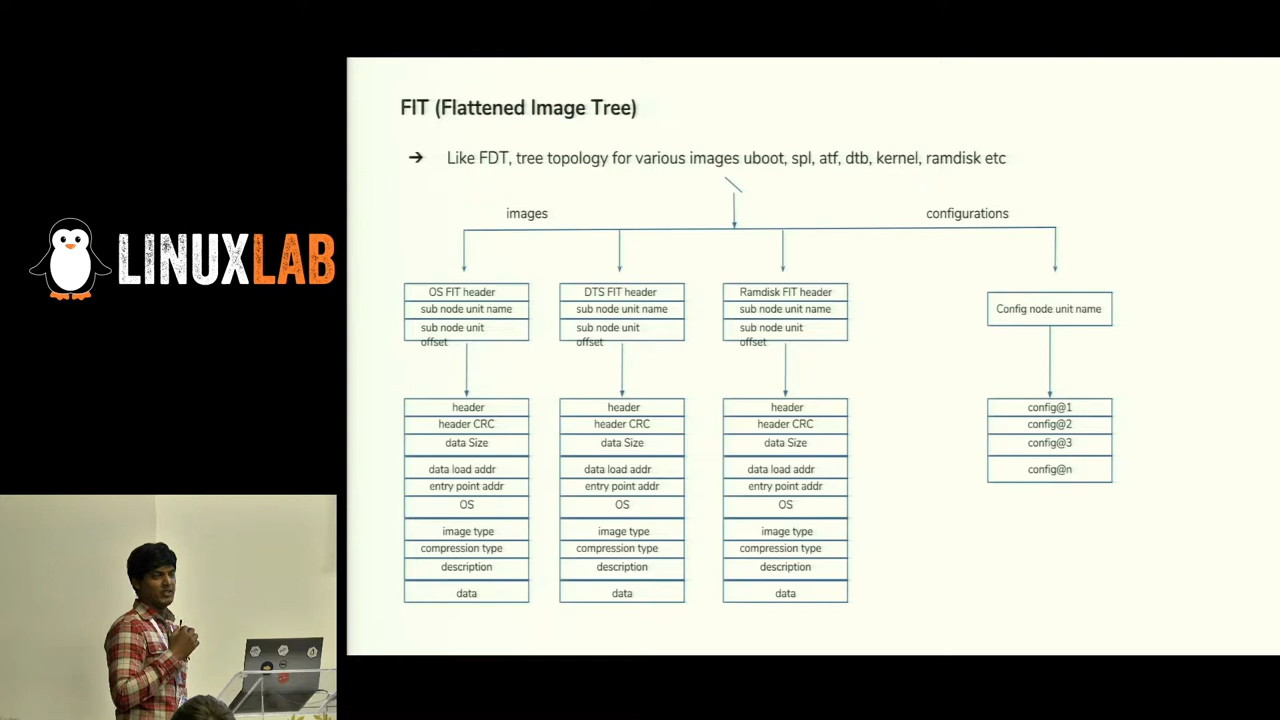 LINUXLAB
FIT (Flattened Image Tree)
➔ Like FDT, tree topology for various images uboot, spl, atf, dtb, kernel, ramdisk etc
images
configurations
OS FIT header
sub node unit name
sub node unit
offset
DTS FIT header
sub node unit name
sub node unit
offset
Ramdisk FIT header
sub node unit name
sub node unit
offset
Config node unit name
header
header CRC
data Size
data load addr
entry point addr
OS
image type
compression type
description
data
header
header CRC
data Size
data load addr
entry point addr
OS
image type
compression type
description
data
header
header CRC
data Size
data load addr
entry point addr
OS
image type
compression type
description
data
config@1
config@2
config@3
config@n